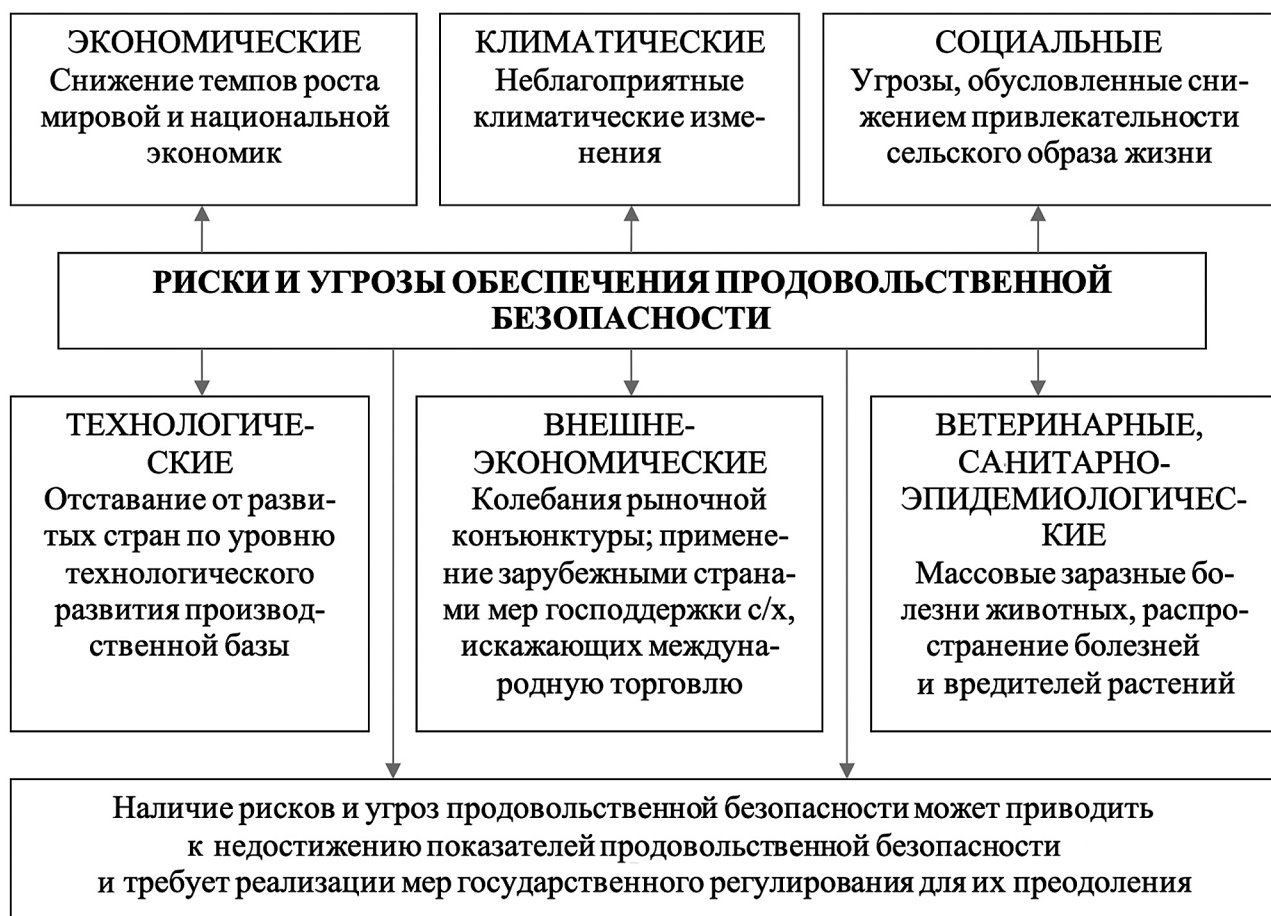 ЭКОНОМИЧЕСКИЕ
Снижение темпов роста
мировой и национальной
экономик
КЛИМАТИЧЕСКИЕ
Неблагоприятные
климатические изме-
нения
СОЦИАЛЬНЫЕ
Угрозы, обусловленные сни-
жением привлекательности
сельского образа жизни
РИСКИ И УГРОЗЫ ОБЕСПЕЧЕНИЯ ПРОДОВОЛЬСТВЕННОЙ
БЕЗОПАСНОСТИ
ТЕХНОЛОГИЧЕ-
СКИЕ
Отставание от разви-
тых стран по уровню
технологического
развития производ-
ственной базы
ВНЕШНЕ-
ЭКОНОМИЧЕСКИЕ
Колебания рыночной
конъюнктуры; примене-
ние зарубежными страна-
ми мер господдержки с/х,
искажающих междуна-
родную торговлю
ВЕТЕРИНАРНЫЕ,
САНИТАРНО-
ЭПИДЕМИОЛОГИЧЕС-
КИЕ
Массовые заразные бо-
лезни животных, распро-
странение болезней
и вредителей растений
Наличие рисков и угроз продовольственной безопасности может приводить
к недостижению показателей продовольственной безопасности
и требует реализации мер государственного регулирования для их преодоления